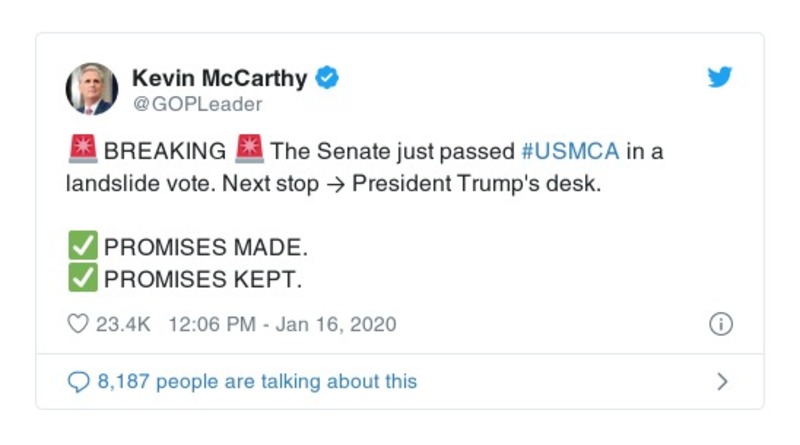 Kevin McCarthy
@GOPLeader
🚨 BREAKING 🚨 The Senate just passed #USMCA in a
landslide vote. Next stop → President Trump's desk.
✅ PROMISES MADE.
✅ PROMISES KEPT.
23.4K 12:06 PM - Jan 16, 2020
8,187 people are talking about this